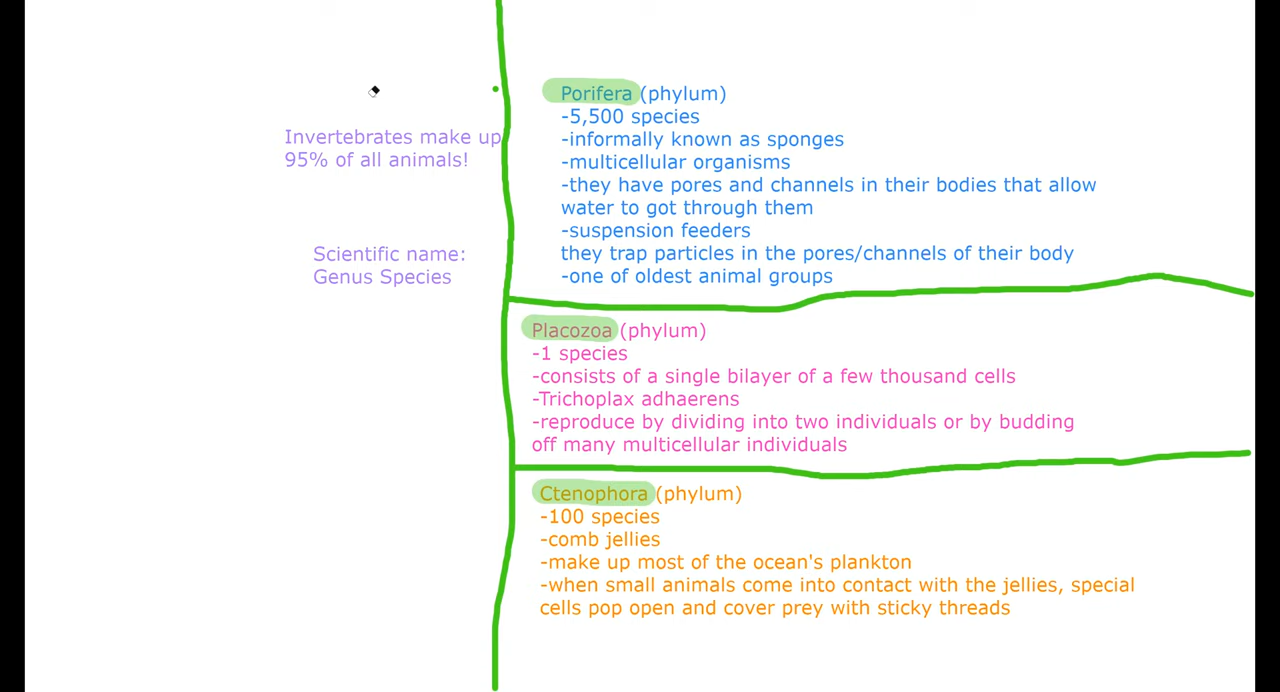 Invertebrates make up
95% of all animals!
Scientific name:
Genus Species
Porifera (phylum)
-5,500 species
-informally known as sponges
-multicellular organisms
-they have pores and channels in their bodies that allow
water to got through them
-suspension feeders
they trap particles in the pores/channels of their body
-one of oldest animal groups
Placozoa (phylum)
-1 species
-consists of a single bilayer of a few thousand cells
-Trichoplax adhaerens
-reproduce by dividing into two individuals or by budding
off many multicellular individuals
Ctenophora (phylum)
-100 species
-comb jellies
-make up most of the ocean's plankton
-when small animals come into contact with the jellies, special
cells pop open and cover prey with sticky threads